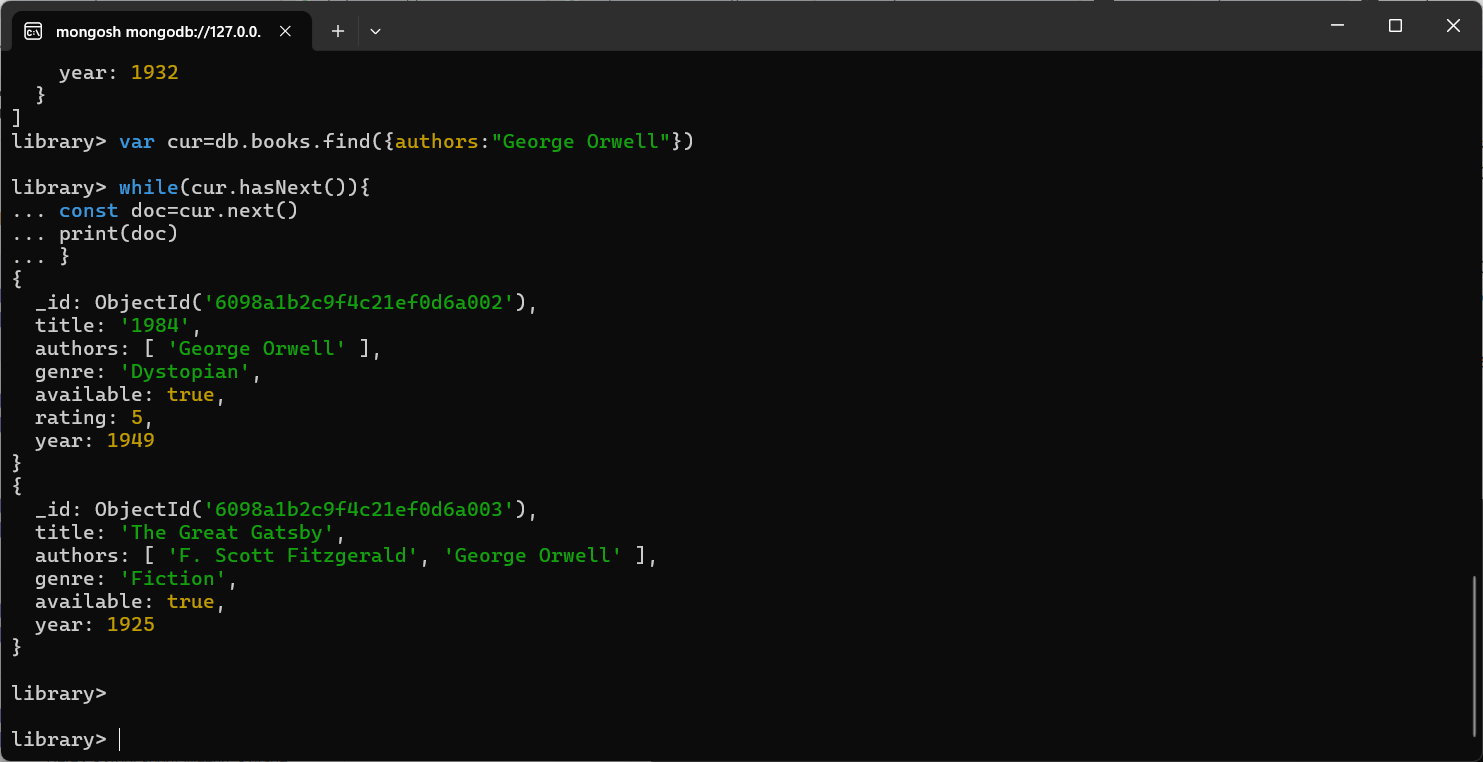 mongosh mongodb://127.0.0.
    year: 1932
  }
]
library> var cur=db.books.find({authors:"George Orwell"})
library> while(cur.hasNext()){
... const doc=cur.next()
... print(doc)
... }
{
  _id: ObjectId('6098a1b2c9f4c21ef0d6a002'),
  title: '1984',
  authors: [ 'George Orwell' ],
  genre: 'Dystopian',
  available: true,
  rating: 5,
  year: 1949
}
{
  _id: ObjectId('6098a1b2c9f4c21ef0d6a003'),
  title: 'The Great Gatsby',
  authors: [ 'F. Scott Fitzgerald', 'George Orwell' ],
  genre: 'Fiction',
  available: true,
  year: 1925
}
library>
library>